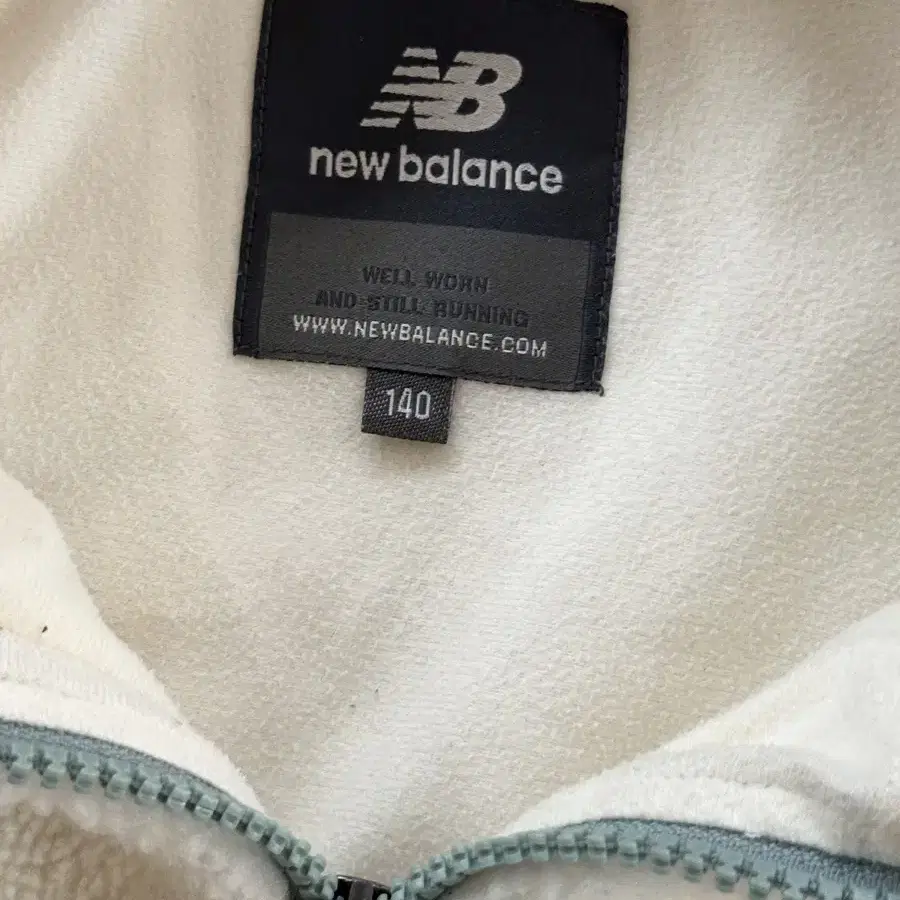 NB
new balance
WELL WORN
AND STILL RUNNING
WWW.NEWBALANCE.COM
140